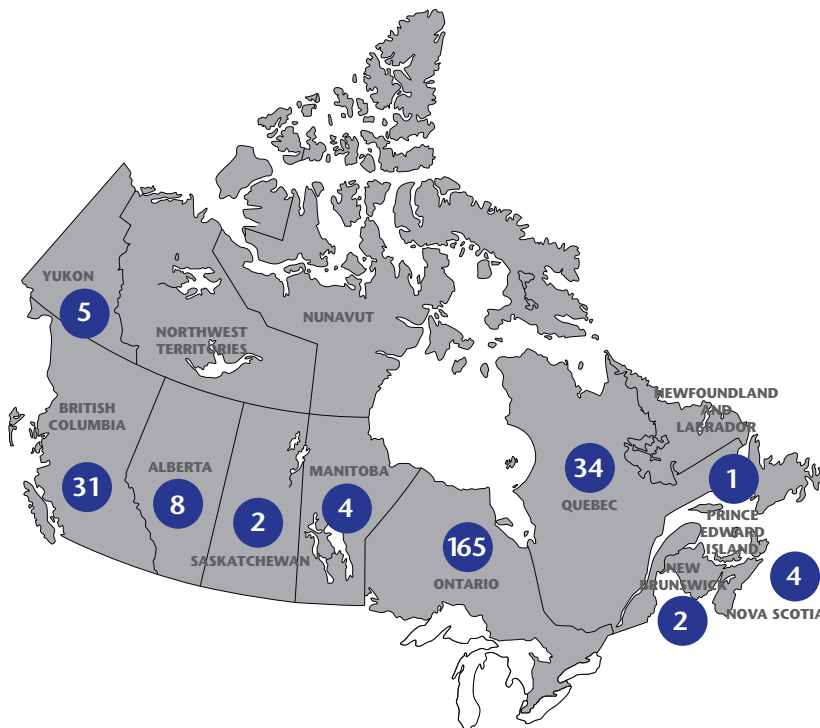 YUKON
5
NORTHWEST
TERRITORIES
NUNAVUT
BRITISH
COLUMBIA
31
ALBERTA
8
2
SASKATCHEWAN
MANITOBA
4
165
ONTARIO
34
QUEBEC
NEWFOUNDLAND
AND
LABRADOR
1
PRINCE
EDWARD
ISLAND
NEW
BRUNSWICK
2
4
NOVA SCOTIA